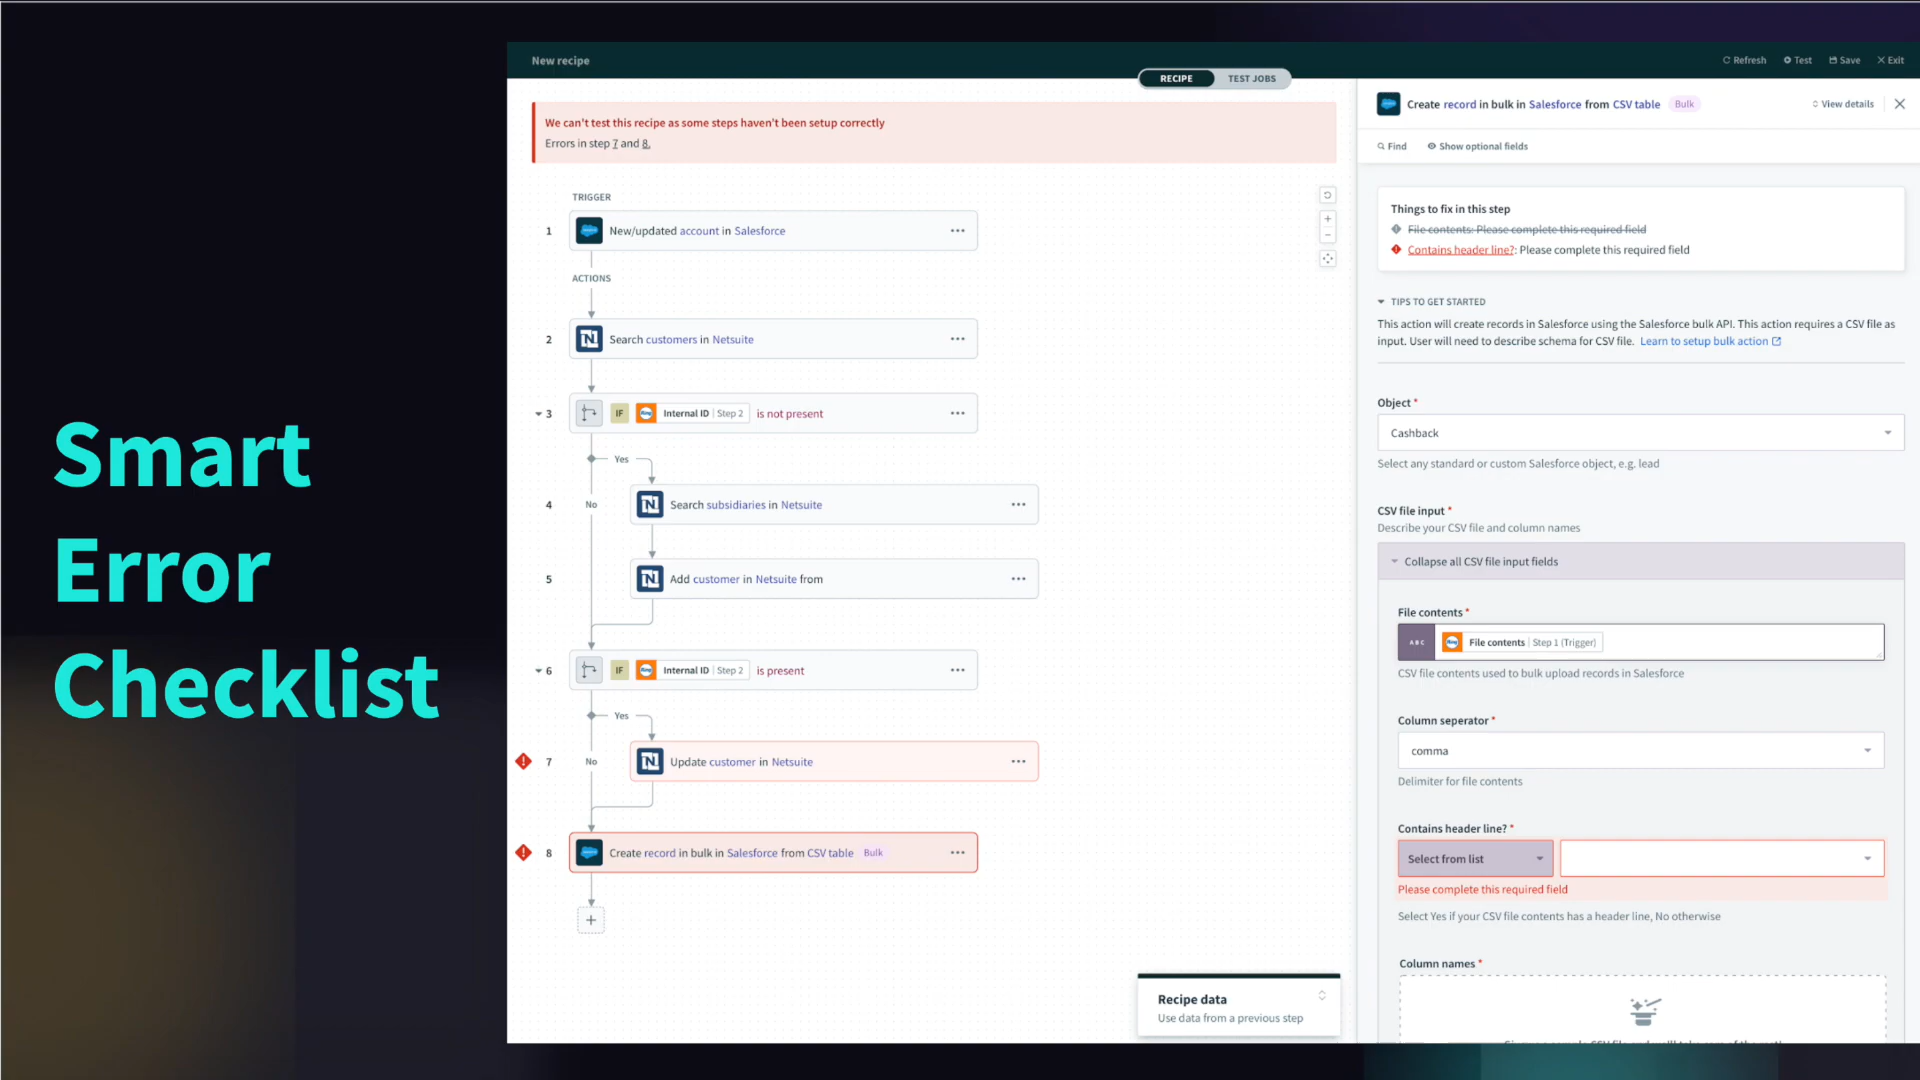 Smart
Error
Checklist
New recipe
Refresh
Test
Save
Exit
RECIPE
TEST JOBS
We can't test this recipe as some steps haven't been setup correctly
Errors in step 7 and 8.
TRIGGER
1 New/updated account in Salesforce
ACTIONS
2 Search customers in Netsuite
3 IF Internal ID | Step 2 is not present
Yes
4 No Search subsidiaries in Netsuite
5 Add customer in Netsuite from
6 IF Internal ID | Step 2 is present
Yes
7 No Update customer in Netsuite
8 Create record in bulk in Salesforce from CSV table Bulk
Recipe data
Use data from a previous step
Create record in bulk in Salesforce from CSV table Bulk
View details
Find
Show optional fields
Things to fix in this step
File contents: Please complete this required field
Contains header line?: Please complete this required field
TIPS TO GET STARTED
This action will create records in Salesforce using the Salesforce bulk API. This action requires a CSV file as
input. User will need to describe schema for CSV file. Learn to setup bulk action
Object *
Cashback
Select any standard or custom Salesforce object, e.g. lead
CSV file input *
Describe your CSV file and column names
Collapse all CSV file input fields
File contents *
ABC File contents | Step 1 (Trigger)
CSV file contents used to bulk upload records in Salesforce
Column seperator *
comma
Delimiter for file contents
Contains header line? *
Select from list
Please complete this required field
Select Yes if your CSV file contents has a header line, No otherwise
Column names *